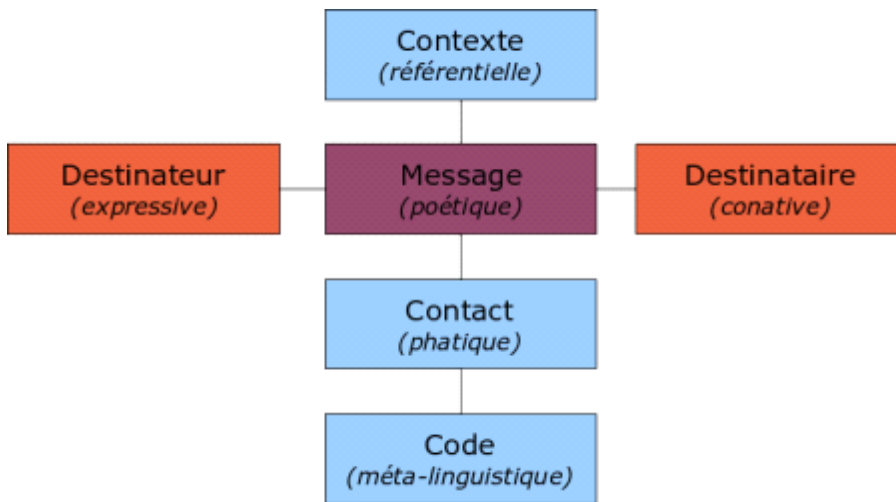 Contexte
(référentielle)
Destinateur
(expressive)
Message
(poétique)
Destinataire
(conative)
Contact
(phatique)
Code
(méta-linguistique)